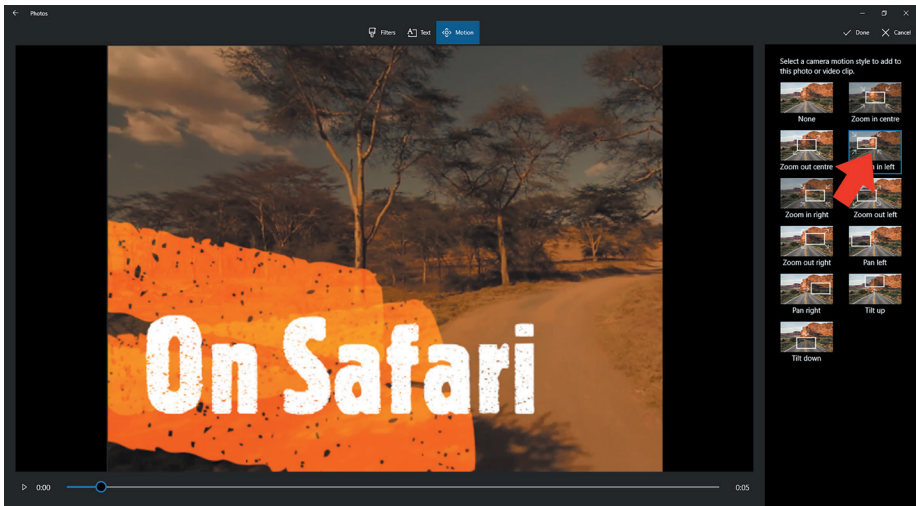 Photos
Filters Text Motion
Done Cancel
Select a camera motion style to add to
this photo or video clip.
None Zoom in centre
Zoom out centre in left
Zoom in right Zoom out left
Zoom out right Pan left
Pan right Tilt up
Tilt down
On Safari
0:00 0:05